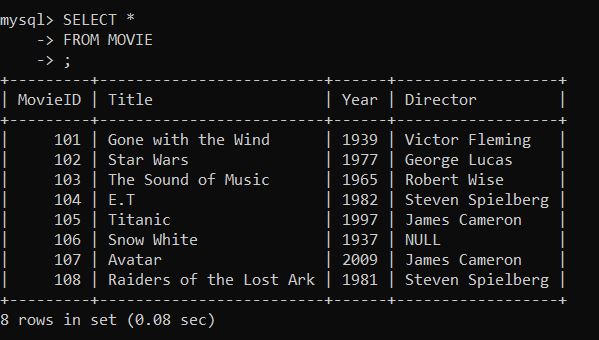 mysql> SELECT *
    -> FROM MOVIE
    -> ;
+---------+-------------------------+------+------------------+
| MovieID | Title                   | Year | Director         |
+---------+-------------------------+------+------------------+
|     101 | Gone with the Wind      | 1939 | Victor Fleming   |
|     102 | Star Wars               | 1977 | George Lucas     |
|     103 | The Sound of Music      | 1965 | Robert Wise      |
|     104 | E.T                     | 1982 | Steven Spielberg |
|     105 | Titanic                 | 1997 | James Cameron    |
|     106 | Snow White              | 1937 | NULL             |
|     107 | Avatar                  | 2009 | James Cameron    |
|     108 | Raiders of the Lost Ark | 1981 | Steven Spielberg |
+---------+-------------------------+------+------------------+
8 rows in set (0.08 sec)